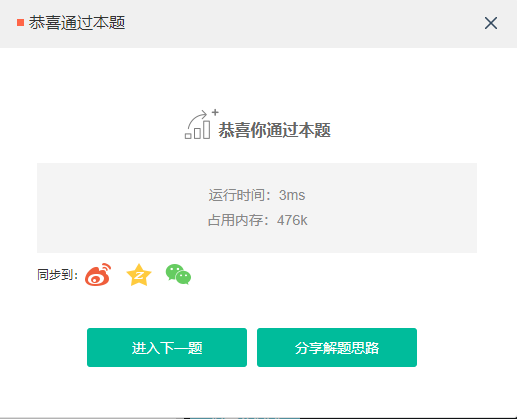 恭喜通过本题
恭喜你通过本题
运行时间：3ms
占用内存：476k
同步到：
进入下一题
分享解题思路